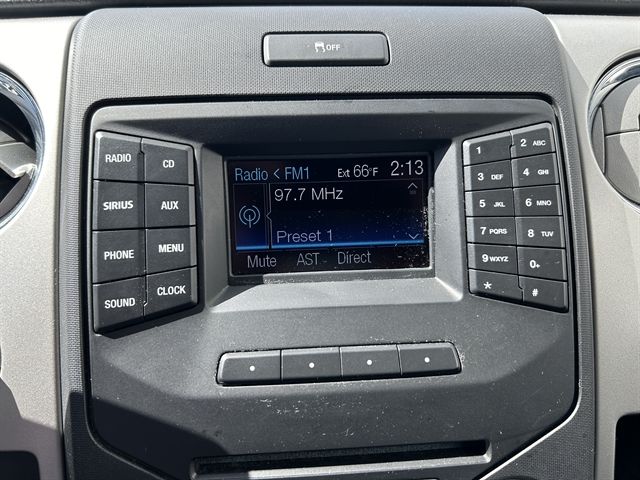 OFF
RADIO
CD
SIRIUS
AUX
PHONE
MENU
SOUND
CLOCK
Radio < FM1 Ext 66°F 2:13
97.7 MHz
Preset 1
Mute AST Direct
1
2 ABC
3 DEF
4 GHI
5 JKL
6 MNO
7 PQRS
8 TUV
9 WXYZ
0+
*
#